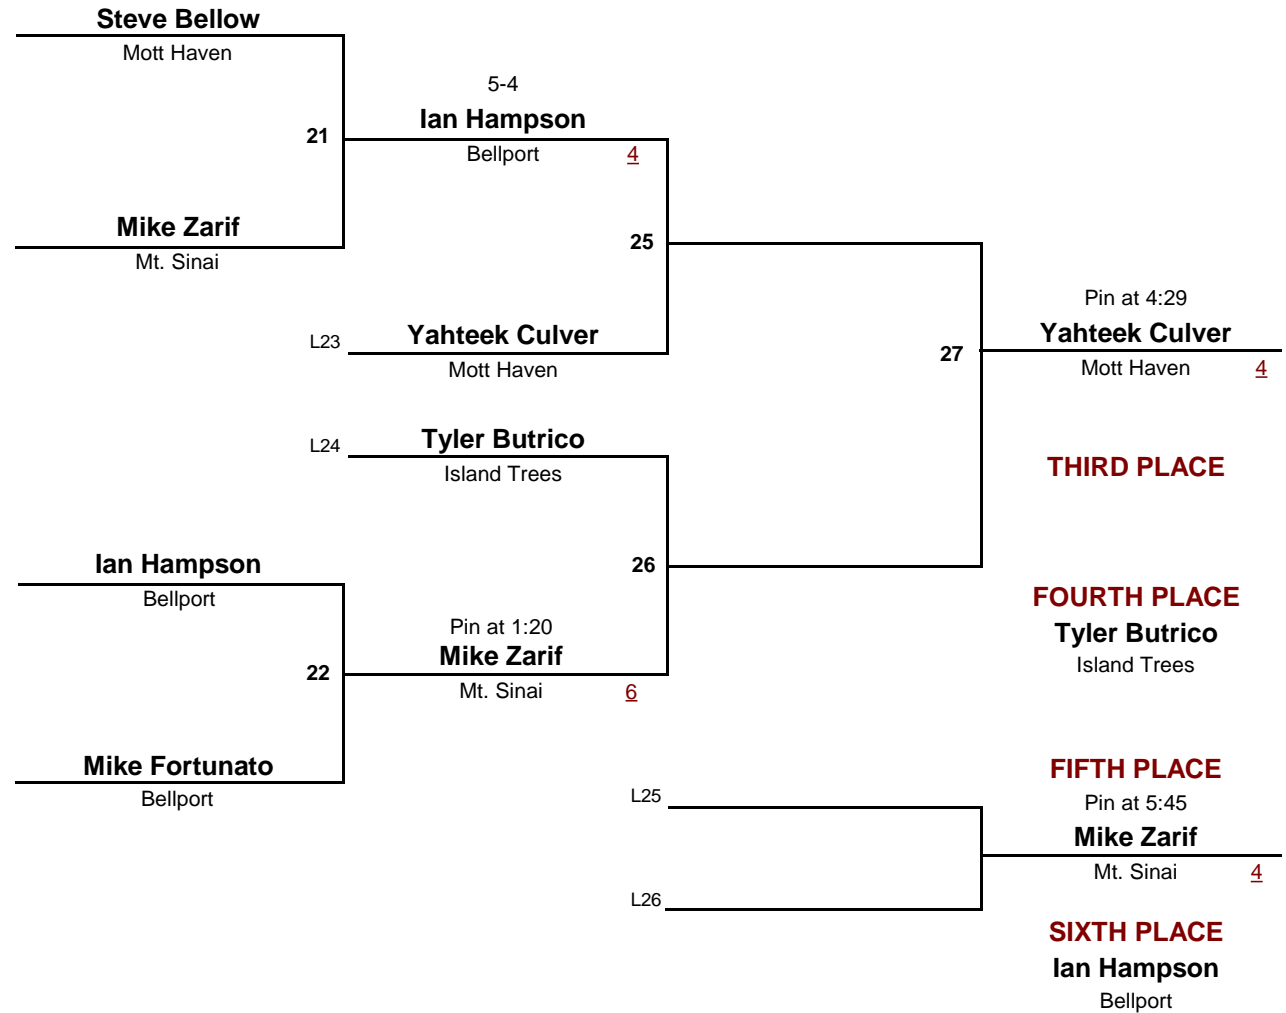 Steve Bellow
Mott Haven
5-4
21
Ian Hampson
Bellport 4
Mike Zarif
Mt. Sinai
25
Pin at 4:29
L23
Yahteek Culver
Mott Haven
27
Yahteek Culver
Mott Haven 4
L24
Tyler Butrico
Island Trees
THIRD PLACE
Ian Hampson
Bellport
26
FOURTH PLACE
Tyler Butrico
Island Trees
22
Pin at 1:20
Mike Zarif
Mt. Sinai 6
Mike Fortunato
Bellport
FIFTH PLACE
L25
Pin at 5:45
Mike Zarif
Mt. Sinai 4
L26
SIXTH PLACE
Ian Hampson
Bellport